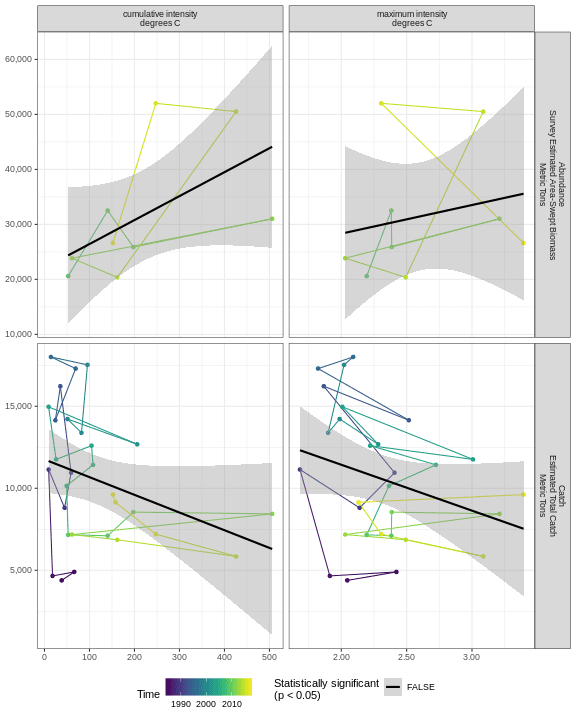 cumulative intensity
degrees C
maximum intensity
degrees C
60,000
50,000
40,000
30,000
20,000
10,000
Abundance
Survey Estimated Area-Swept Biomass
Metric Tons
15,000
10,000
5,000
Catch
Estimated Total Catch
Metric Tons
0 100 200 300 400 500
2.00 2.50 3.00
Time
1990 2000 2010
Statistically significant
(p < 0.05)
FALSE